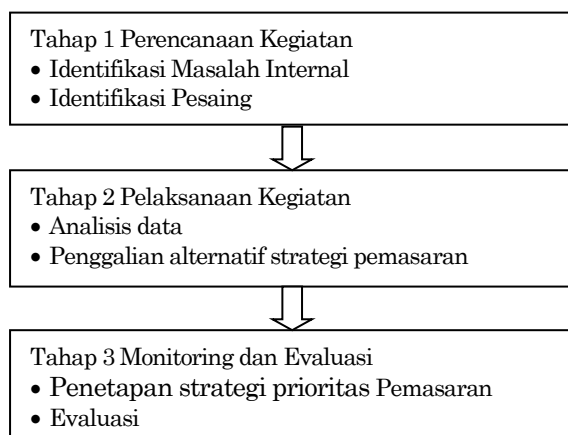 Tahap 1 Perencanaan Kegiatan
• Identifikasi Masalah Internal
• Identifikasi Pesaing
Tahap 2 Pelaksanaan Kegiatan
• Analisis data
• Penggalian alternatif strategi pemasaran
Tahap 3 Monitoring dan Evaluasi
• Penetapan strategi prioritas Pemasaran
• Evaluasi